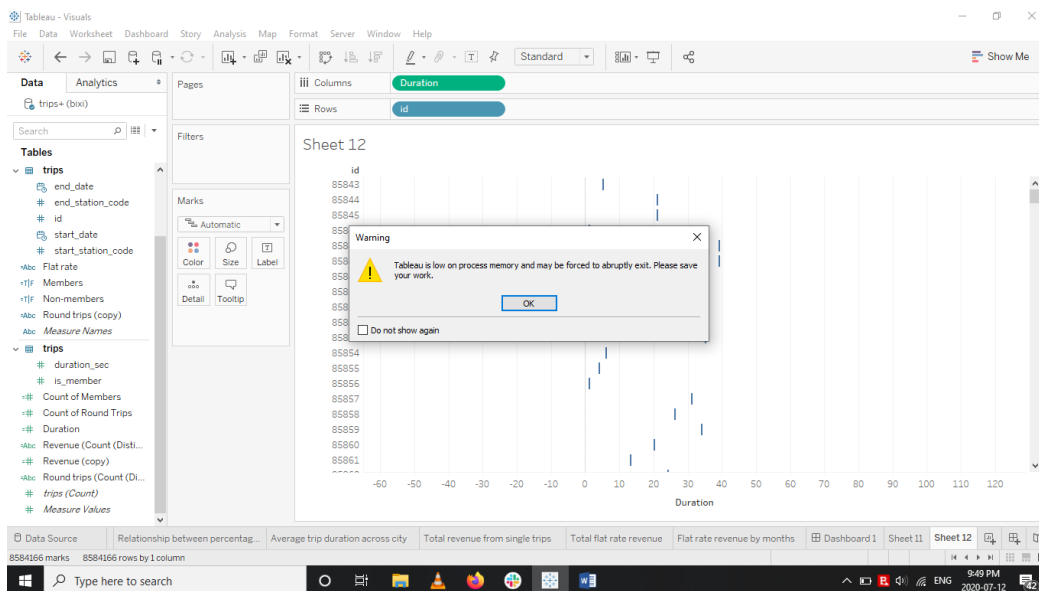 Tableau - Visuals
File Data Worksheet Dashboard Story Analysis Map Format Server Window Help
Standard
Show Me
Data Analytics
Pages
Columns Duration
trips+ (bixi)
Rows id
Search
Filters
Sheet 12
Tables
trips
end_date
# end_station_code
# id
start_date
# start_station_code
Abc Flat rate
T|F Members
T|F Non-members
Abc Round trips (copy)
Abc Measure Names
trips
# duration_sec
# is_member
# Count of Members
# Count of Round Trips
# Duration
Abc Revenue (Count (Disti...
# Revenue (copy)
Abc Round trips (Count (Di...
# trips (Count)
# Measure Values
Marks
Automatic
Color Size Label
Detail Tooltip
id
85843
85844
85845
Warning
Tableau is low on process memory and may be forced to abruptly exit. Please save
your work.
OK
Do not show again
85854
85855
85856
85857
85858
85859
85860
85861
-60 -50 -40 -30 -20 -10 0 10 20 30 40 50 60 70 80 90 100 110 120
Duration
Data Source Relationship between percentag... Average trip duration across city Total revenue from single trips Total flat rate revenue Flat rate revenue by months Dashboard 1 Sheet 11 Sheet 12
8584166 marks 8584166 rows by 1 column
Type here to search
ENG
9:49 PM
2020-07-12
42